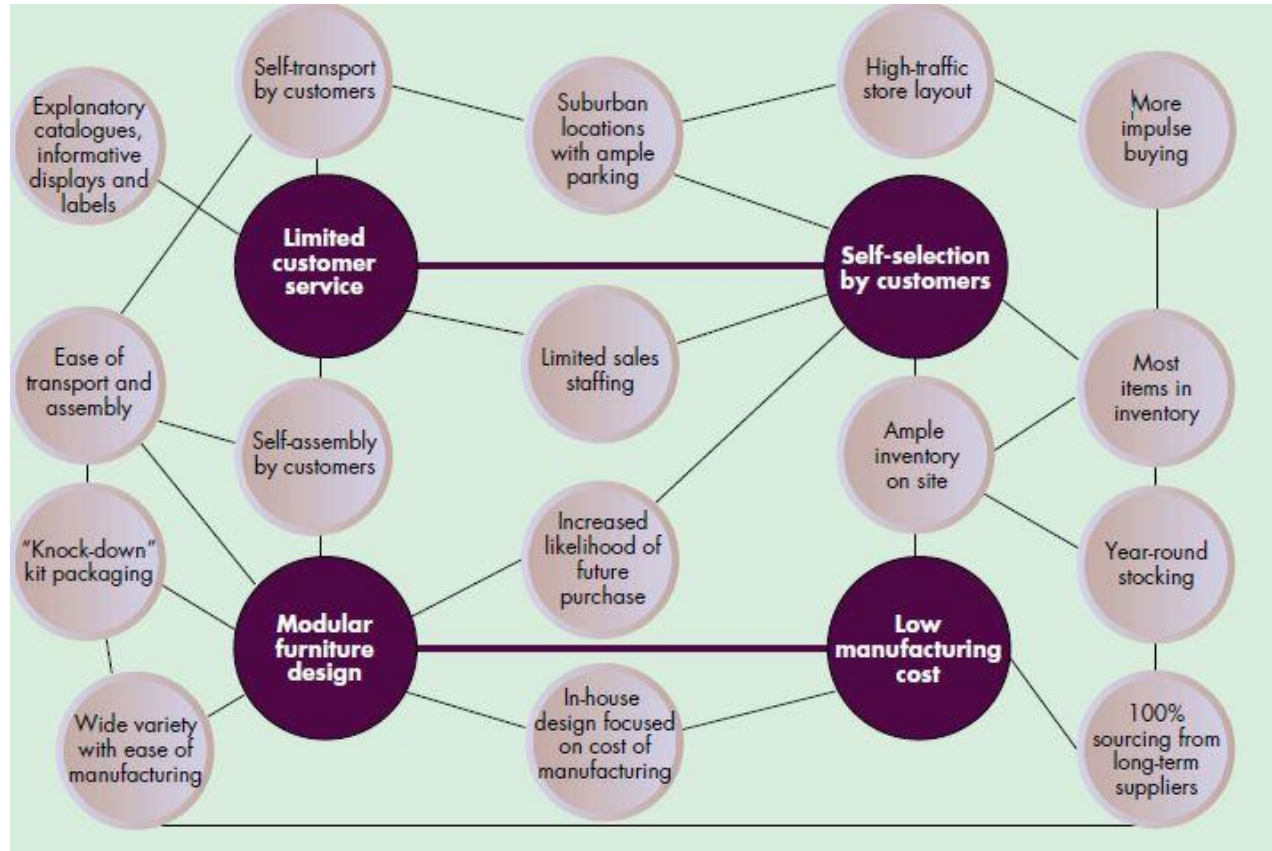 Self-transport
by customers
High-traffic
store layout
Explanatory
catalogues,
informative
displays and
labels
Suburban
locations
with ample
parking
More
impulse
buying
Limited
customer
service
Self-selection
by customers
Ease of
transport and
assembly
Limited sales
staffing
Most
items in
inventory
Self-assembly
by customers
Ample
inventory
on site
"Knock-down"
kit packaging
Increased
likelihood of
future
purchase
Year-round
stocking
Modular
furniture
design
Low
manufacturing
cost
Wide variety
with ease of
manufacturing
In-house
design focused
on cost of
manufacturing
100%
sourcing from
long-term
suppliers